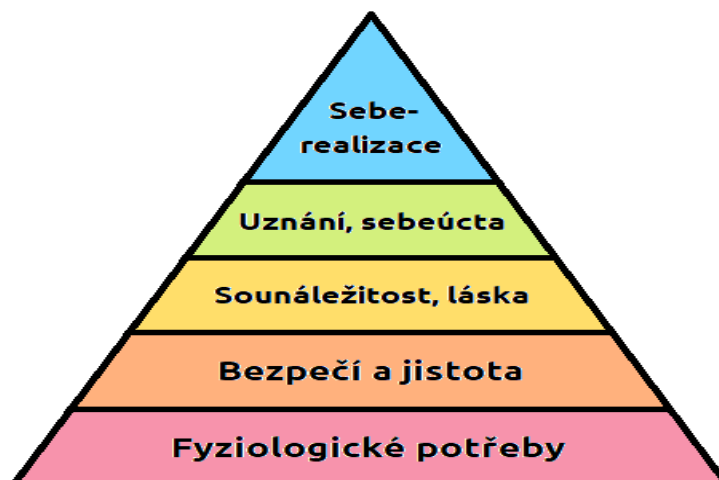 Sebe-
realizace
Uznání, sebeúcta
Sounáležitost, láska
Bezpečí a jistota
Fyziologické potřeby